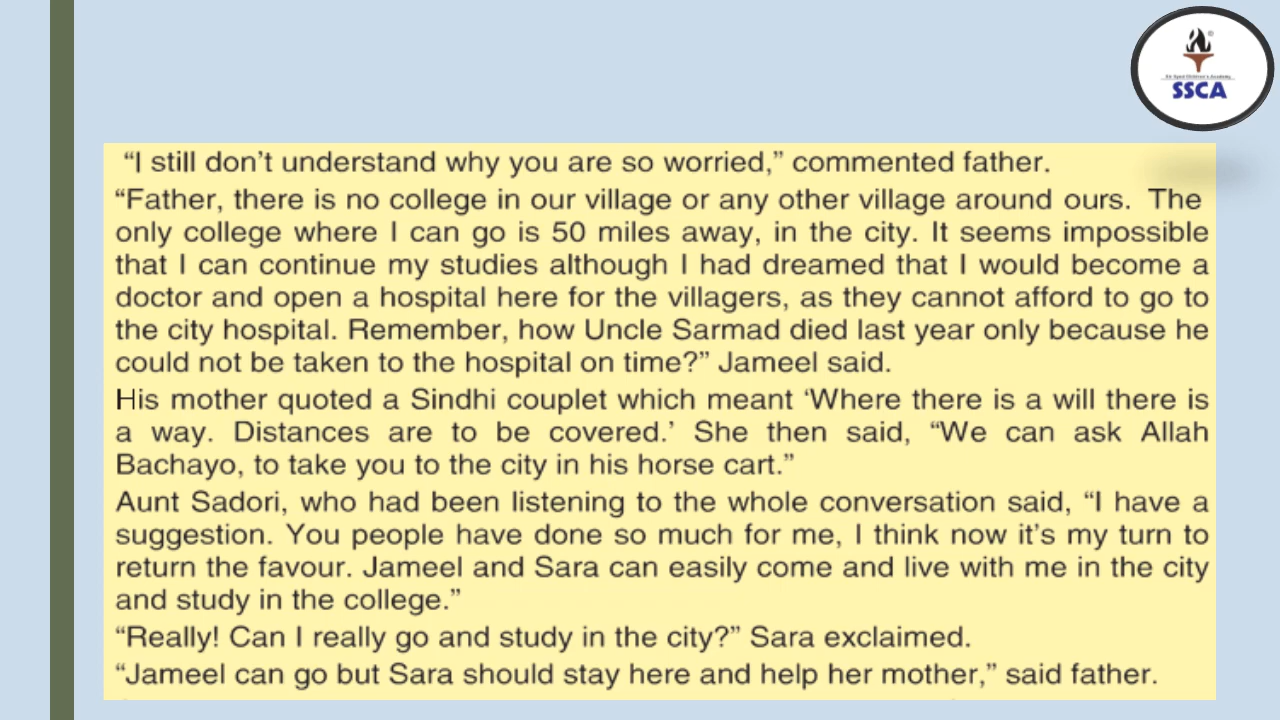 Sir Syed Children's Academy
SSCA
“I still don’t understand why you are so worried,” commented father.
“Father, there is no college in our village or any other village around ours. The
only college where I can go is 50 miles away, in the city. It seems impossible
that I can continue my studies although I had dreamed that I would become a
doctor and open a hospital here for the villagers, as they cannot afford to go to
the city hospital. Remember, how Uncle Sarmad died last year only because he
could not be taken to the hospital on time?” Jameel said.
His mother quoted a Sindhi couplet which meant ‘Where there is a will there is
a way. Distances are to be covered.’ She then said, “We can ask Allah
Bachayo, to take you to the city in his horse cart.”
Aunt Sadori, who had been listening to the whole conversation said, “I have a
suggestion. You people have done so much for me, I think now it’s my turn to
return the favour. Jameel and Sara can easily come and live with me in the city
and study in the college.”
“Really! Can I really go and study in the city?” Sara exclaimed.
“Jameel can go but Sara should stay here and help her mother,” said father.